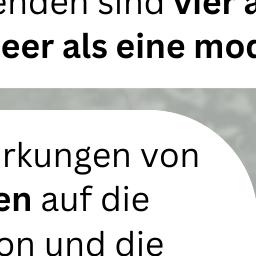 enden sind vier a
eer als eine mod
rkungen von
en auf die
on und die